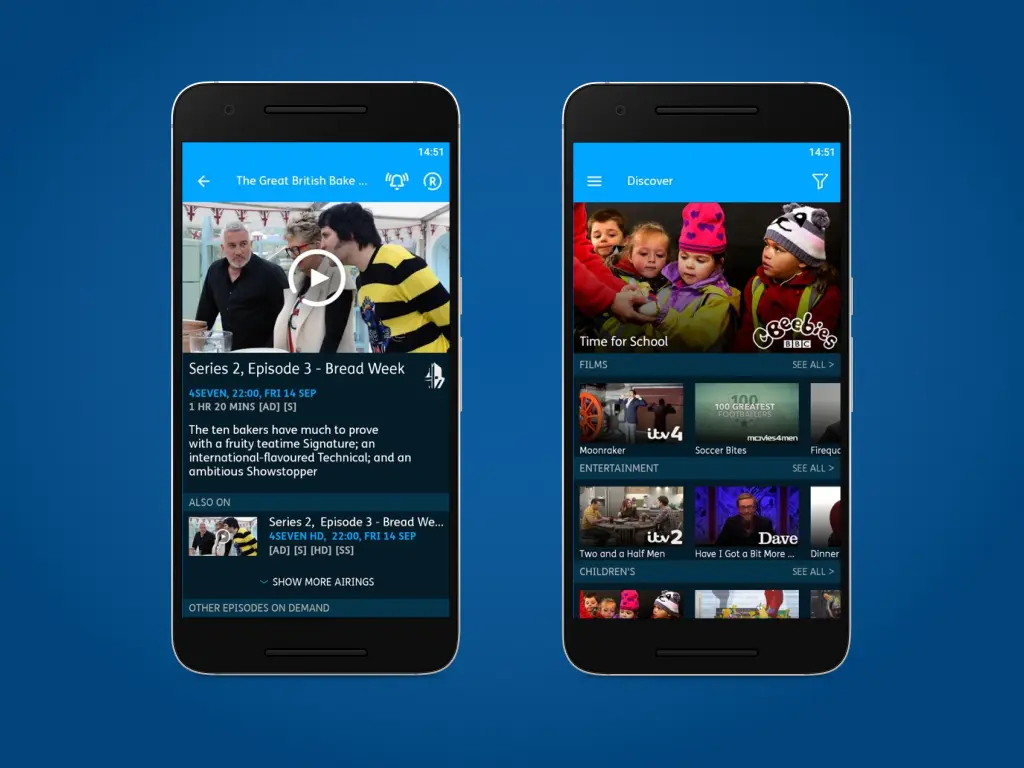 14:51
The Great British Bake ...
R
Series 2, Episode 3 - Bread Week
4SEVEN, 22:00, FRI 14 SEP
1 HR 20 MINS [AD] [S]
The ten bakers have much to prove
with a fruity teatime Signature; an
international-flavoured Technical; and an
ambitious Showstopper
ALSO ON
Series 2, Episode 3 - Bread We...
4SEVEN HD, 22:00, FRI 14 SEP
[AD] [S] [HD] [SS]
SHOW MORE AIRINGS
OTHER EPISODES ON DEMAND
14:51
Discover
CBeebies
BBC
Time for School
FILMS SEE ALL >
itv4
100
100 GREATEST
FOOTBALLERS
movies4men
Moonraker Soccer Bites Firequ
ENTERTAINMENT SEE ALL >
itv2
Dave
Two and a Half Men Have I Got a Bit More ... Dinner
CHILDREN'S SEE ALL >